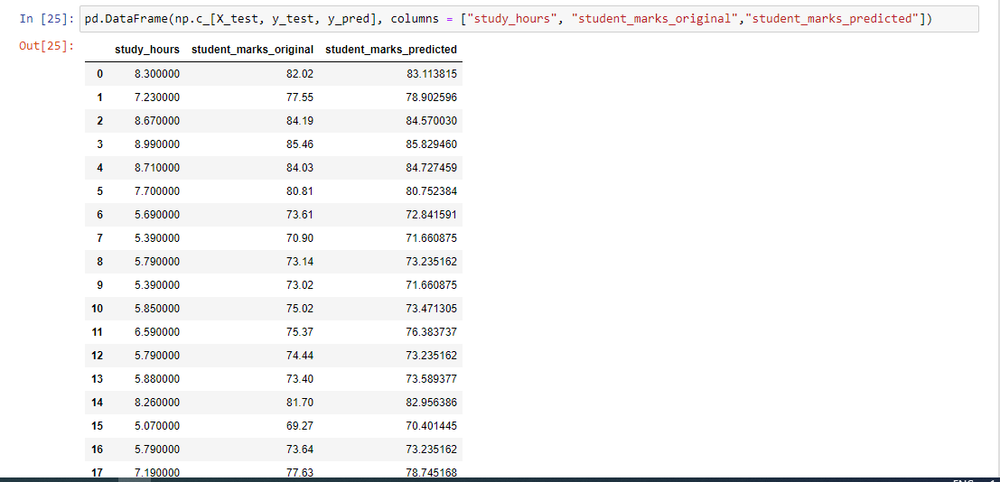 In [25]: pd.DataFrame(np.c_[X_test, y_test, y_pred], columns = ["study_hours", "student_marks_original","student_marks_predicted"])
Out[25]:
study_hours student_marks_original student_marks_predicted
0 8.300000 82.02 83.113815
1 7.230000 77.55 78.902596
2 8.670000 84.19 84.570030
3 8.990000 85.46 85.829460
4 8.710000 84.03 84.727459
5 7.700000 80.81 80.752384
6 5.690000 73.61 72.841591
7 5.390000 70.90 71.660875
8 5.790000 73.14 73.235162
9 5.390000 73.02 71.660875
10 5.850000 75.02 73.471305
11 6.590000 75.37 76.383737
12 5.790000 74.44 73.235162
13 5.880000 73.40 73.589377
14 8.260000 81.70 82.956386
15 5.070000 69.27 70.401445
16 5.790000 73.64 73.235162
17 7.190000 77.63 78.745168